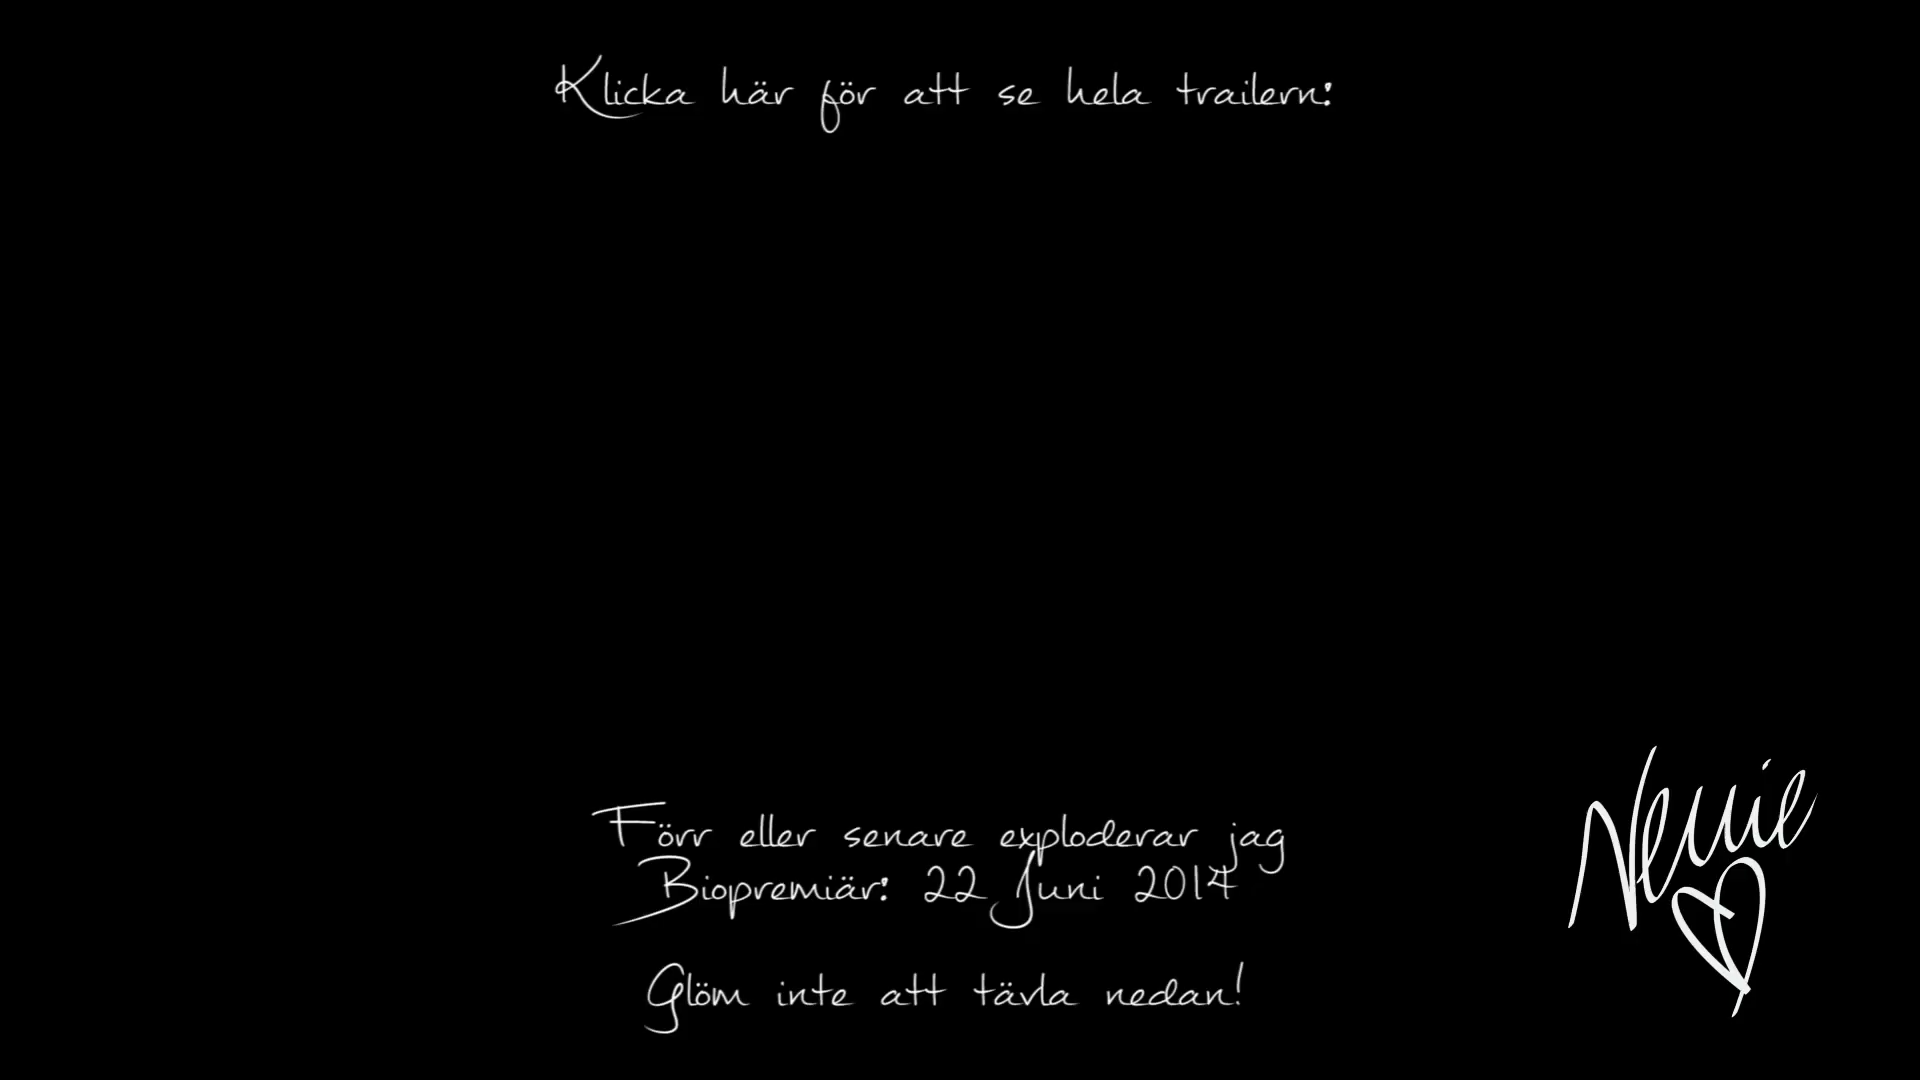 Klicka här för att se hela trailern:
Förr eller senare exploderar jag
Biopremiär: 22 Juni 2014
Glöm inte att tävla nedan!